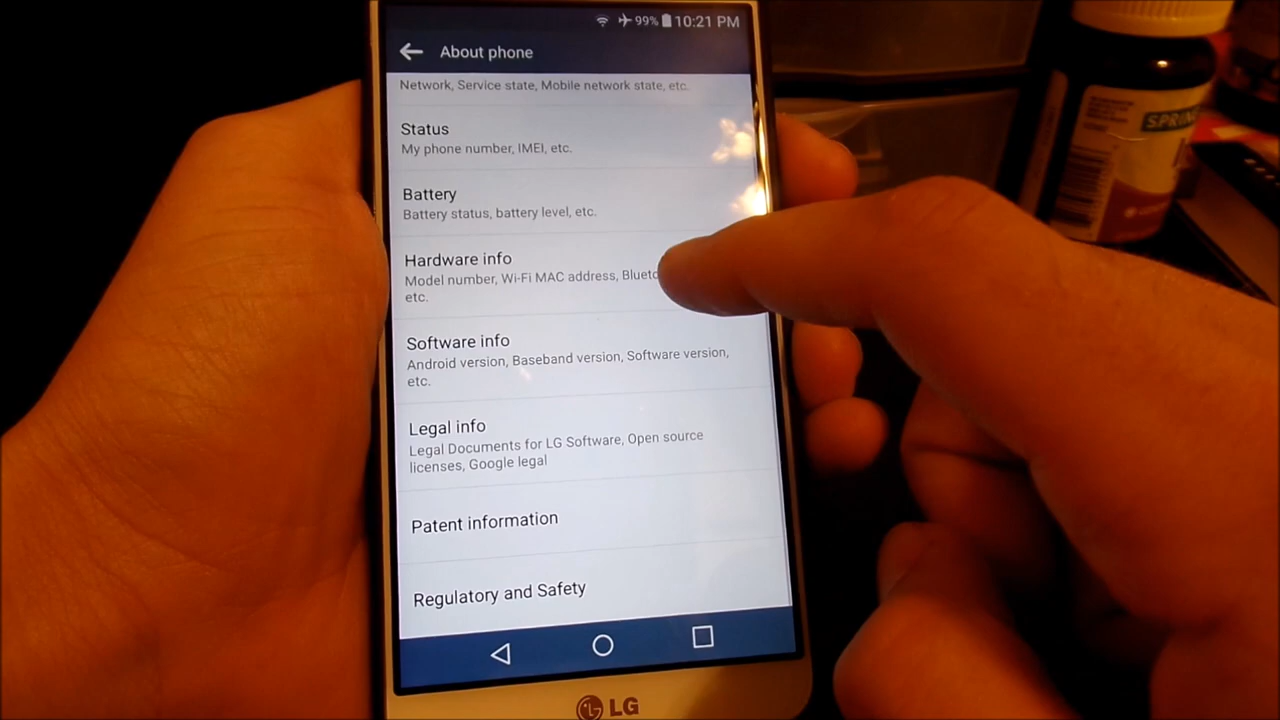 99% 10:21 PM
About phone
Network, Service state, Mobile network state, etc.
Status
My phone number, IMEI, etc.
Battery
Battery status, battery level, etc.
Hardware info
Model number, Wi-Fi MAC address, Blueto
etc.
Software info
Android version, Baseband version, Software version,
etc.
Legal info
Legal Documents for LG Software, Open source
licenses, Google legal
Patent information
Regulatory and Safety
LG
SPRING